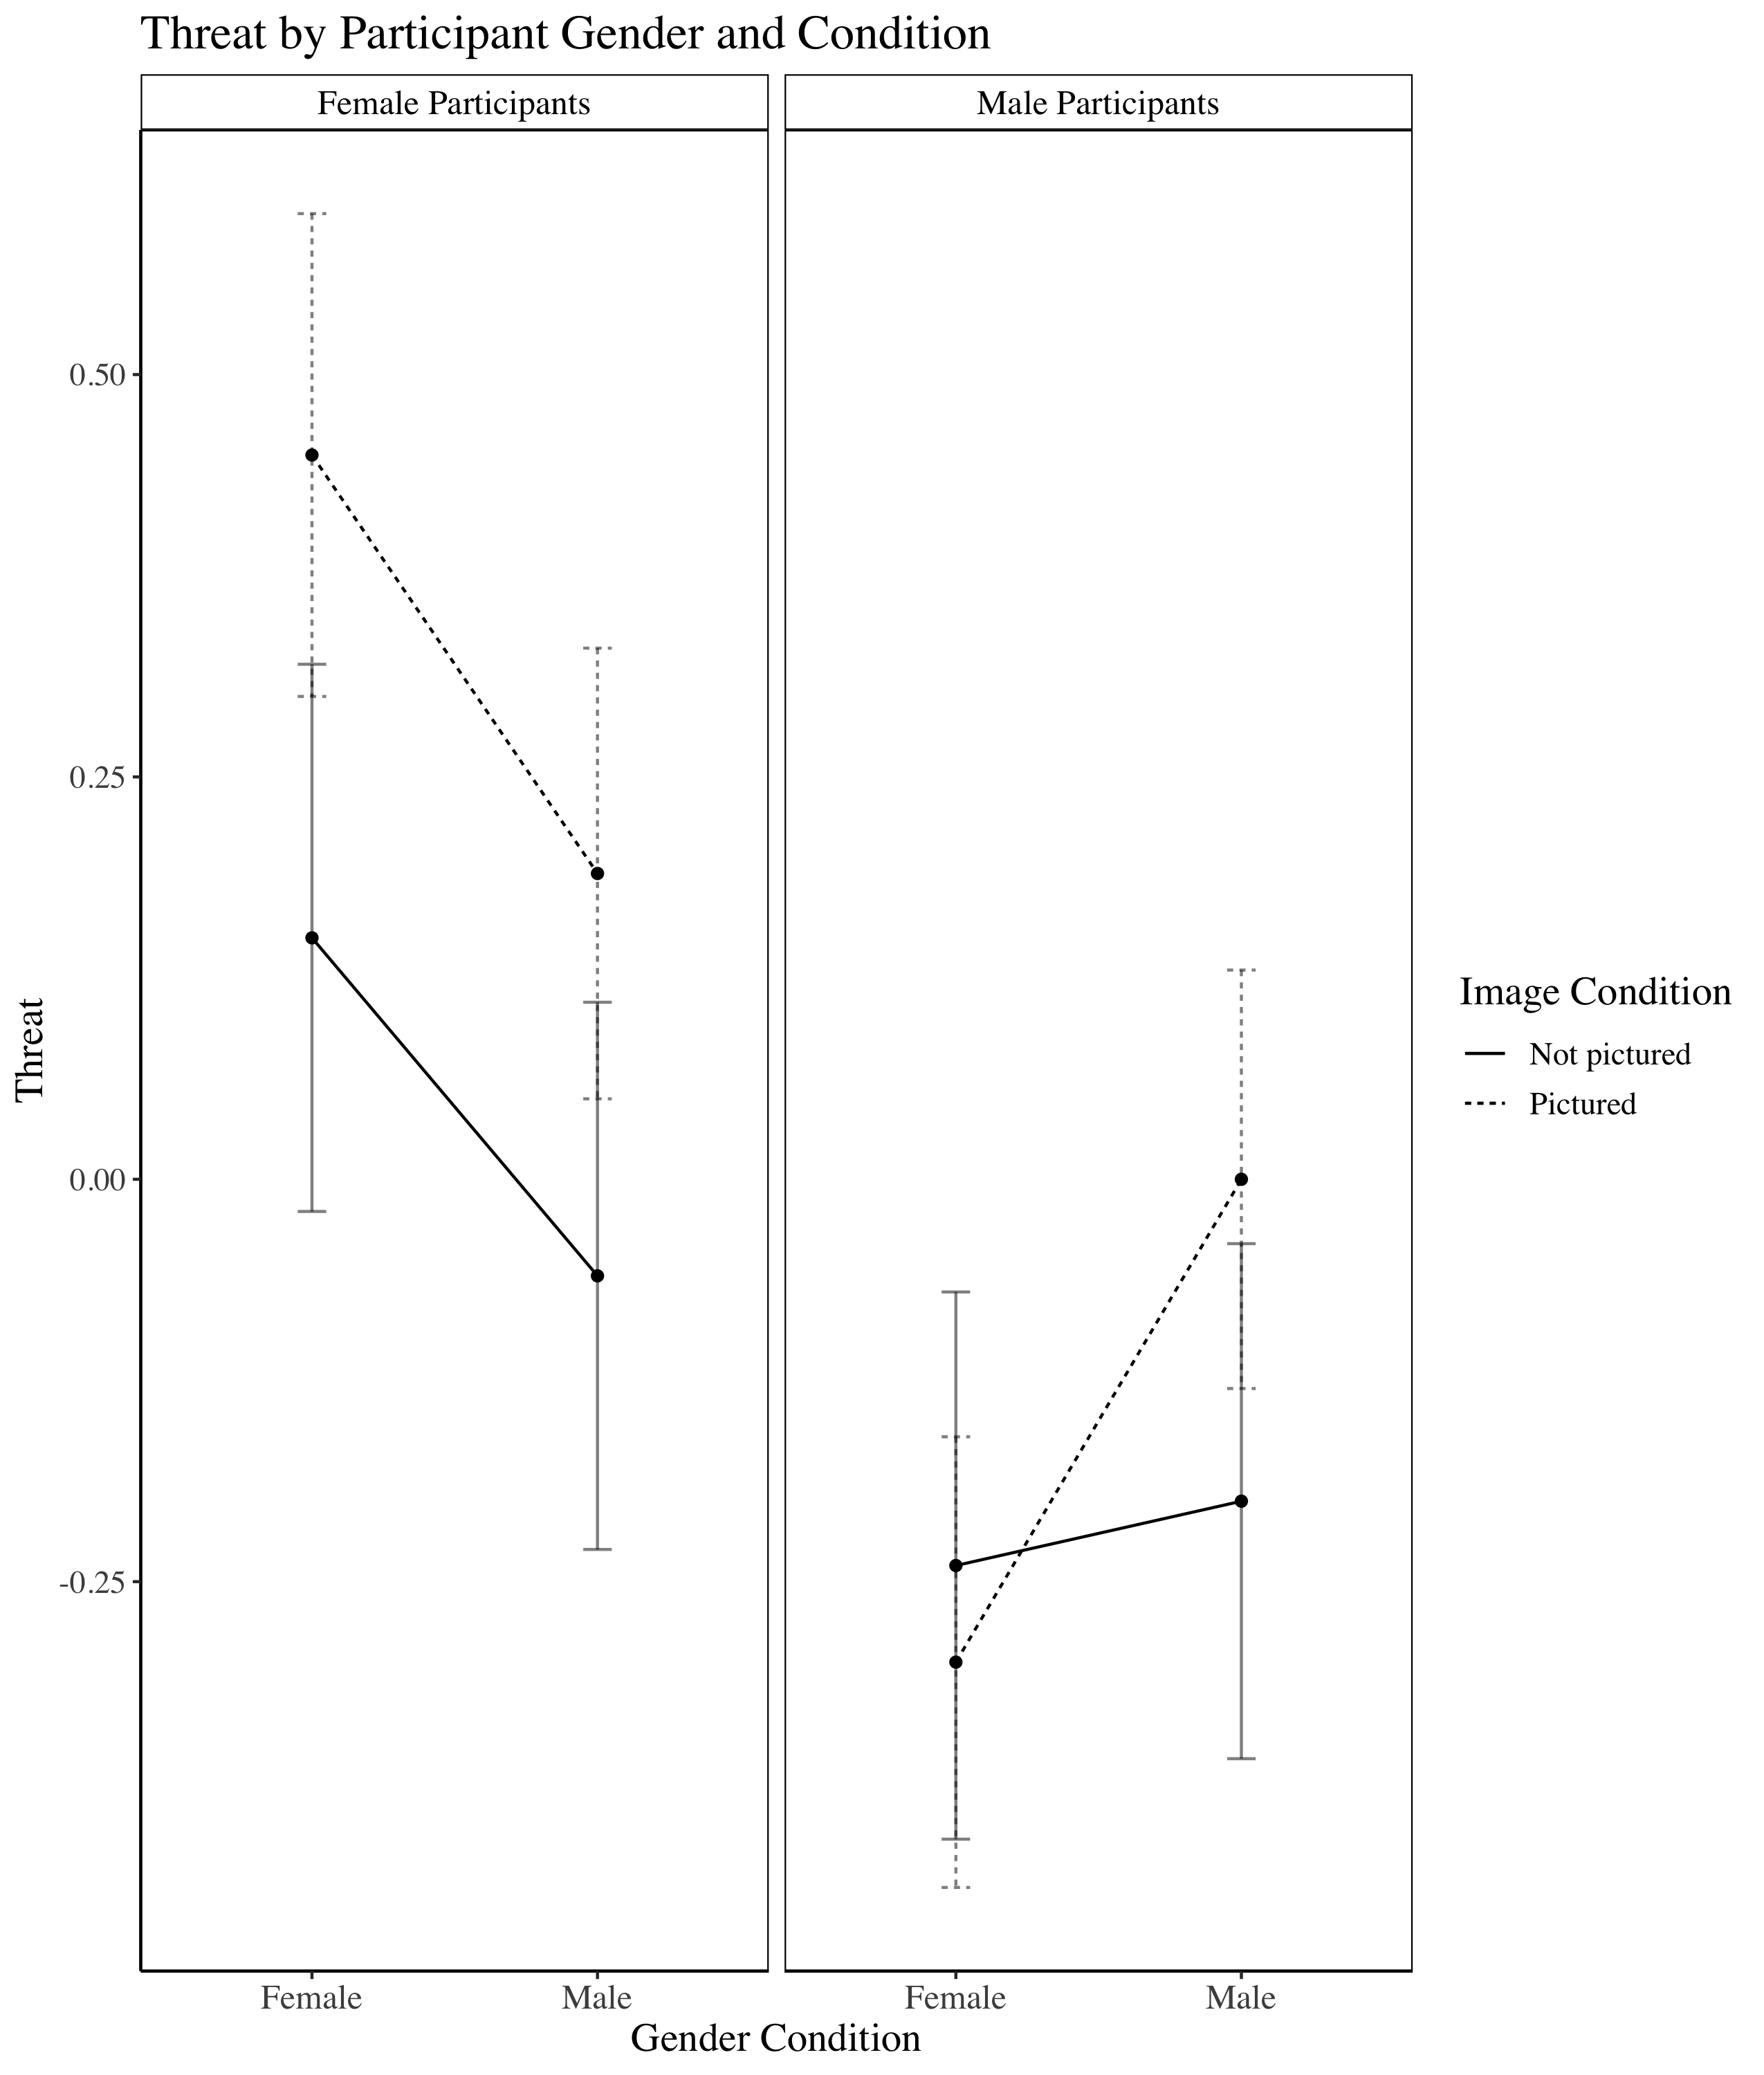 Threat by Participant Gender and Condition
Female Participants
Male Participants
Threat
0.50
0.25
0.00
-0.25
Female
Male
Female
Male
Gender Condition
Image Condition
Not pictured
Pictured